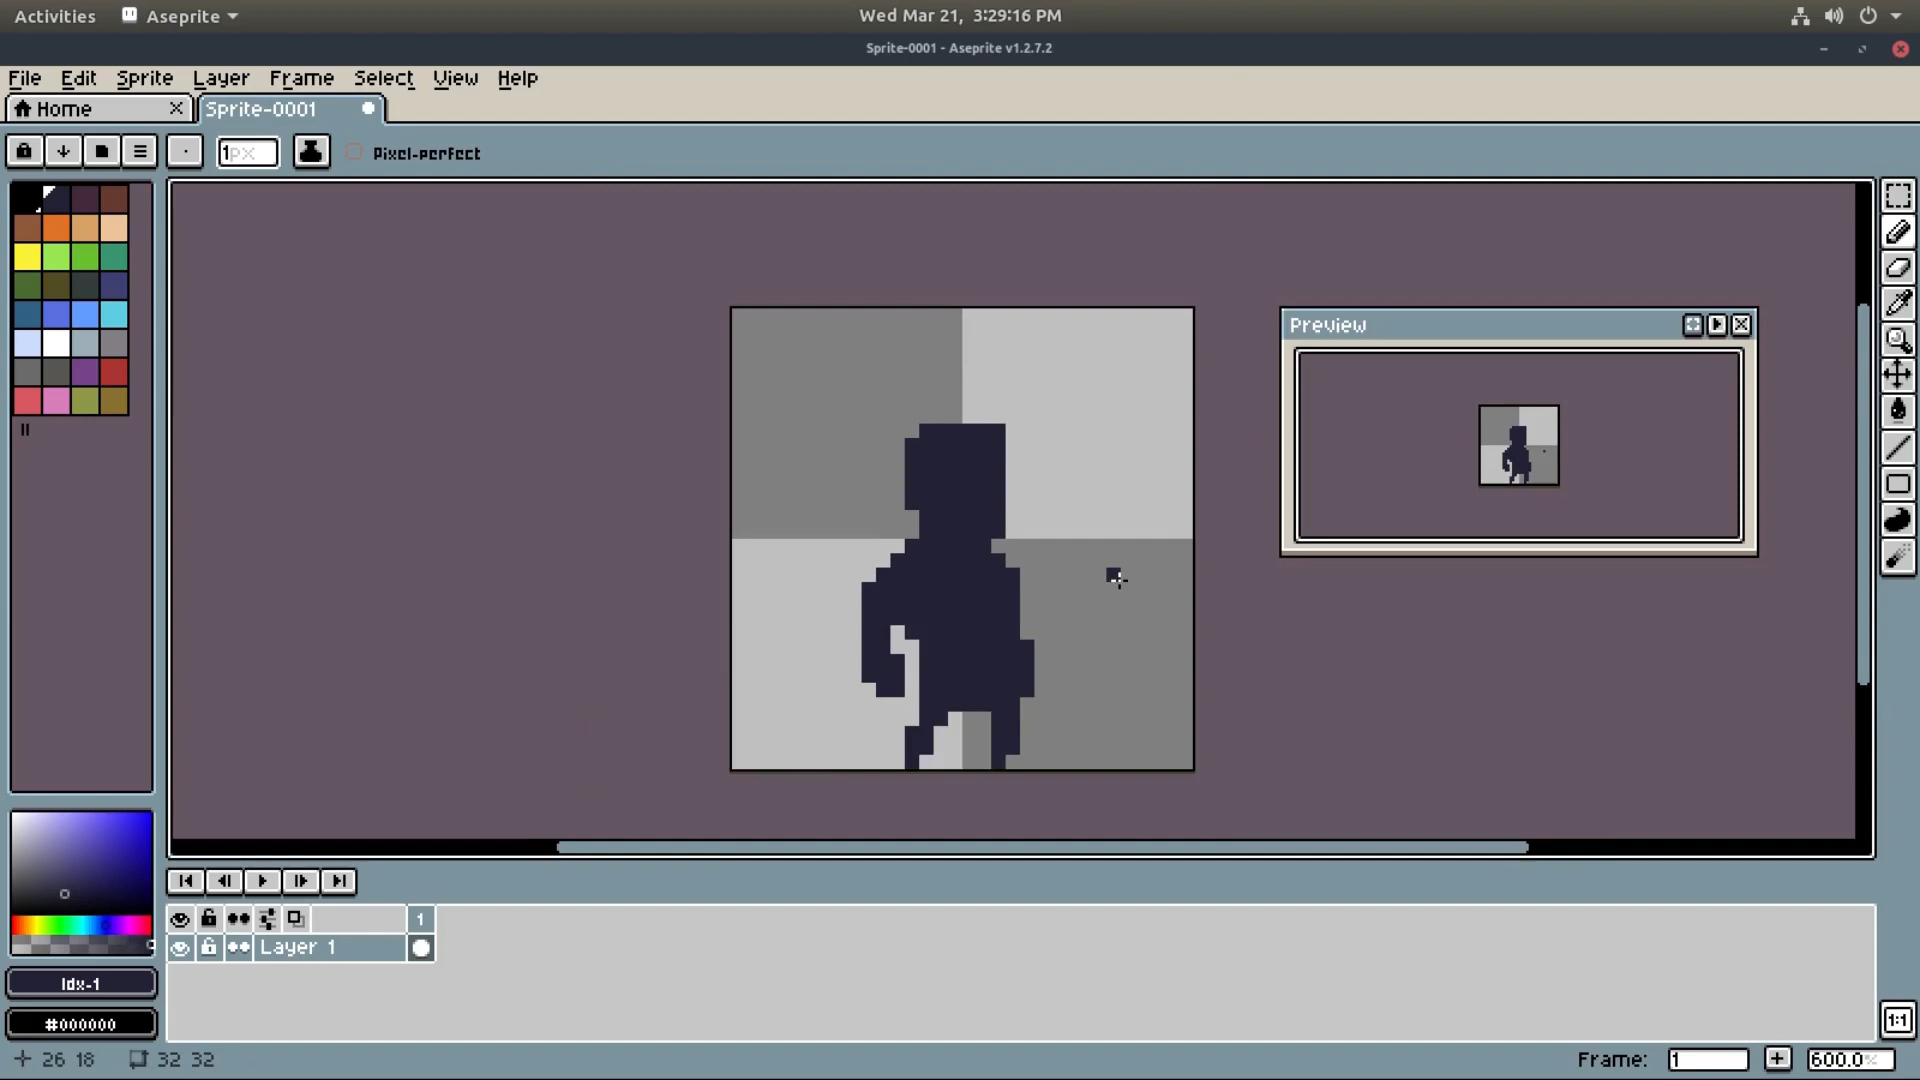 Activities Aseprite Wed Mar 21, 3:29:16 PM
Sprite-0001 - Aseprite v1.2.7.2
File Edit Sprite Layer Frame Select View Help
Home Sprite-0001
1px Pixel-perfect
Preview
1
Layer 1
Idx-1
#000000
1:1
26 18 32 32 Frame: 1 600.0%